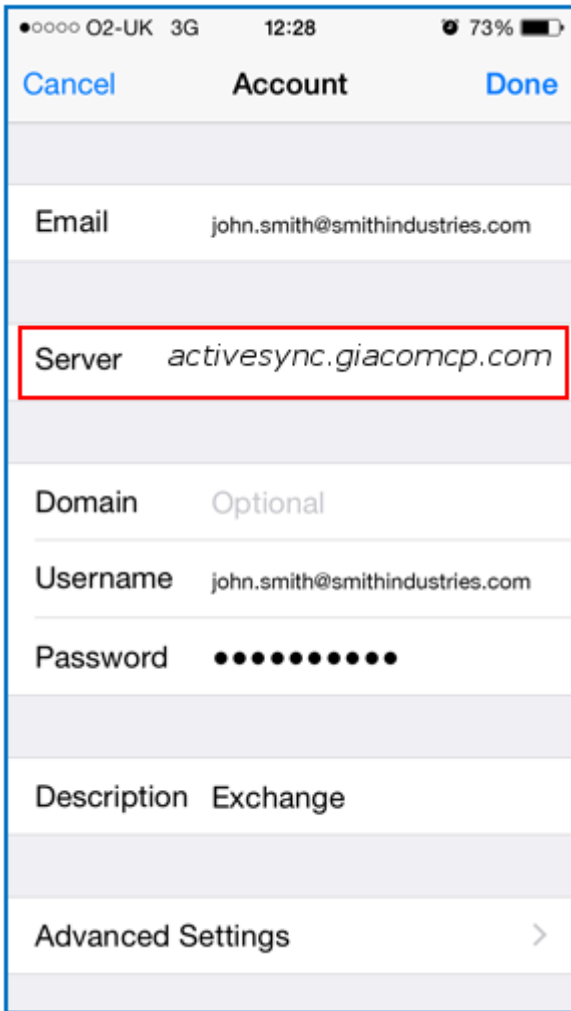 ●○○○○ O2-UK 3G 12:28 73%
Cancel Account Done
Email john.smith@smithindustries.com
Server activesync.giacomcp.com
Domain Optional
Username john.smith@smithindustries.com
Password ●●●●●●●●●●
Description Exchange
Advanced Settings >